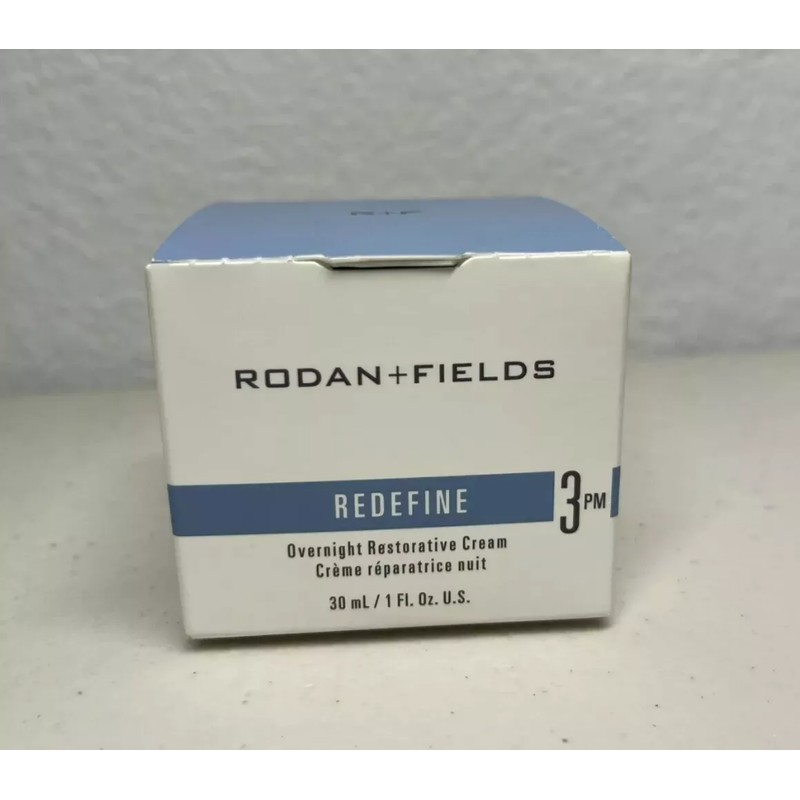 R+F
RODAN+FIELDS
REDEFINE
3PM
Overnight Restorative Cream
Crème réparatrice nuit
30 mL / 1 Fl. Oz. U.S.